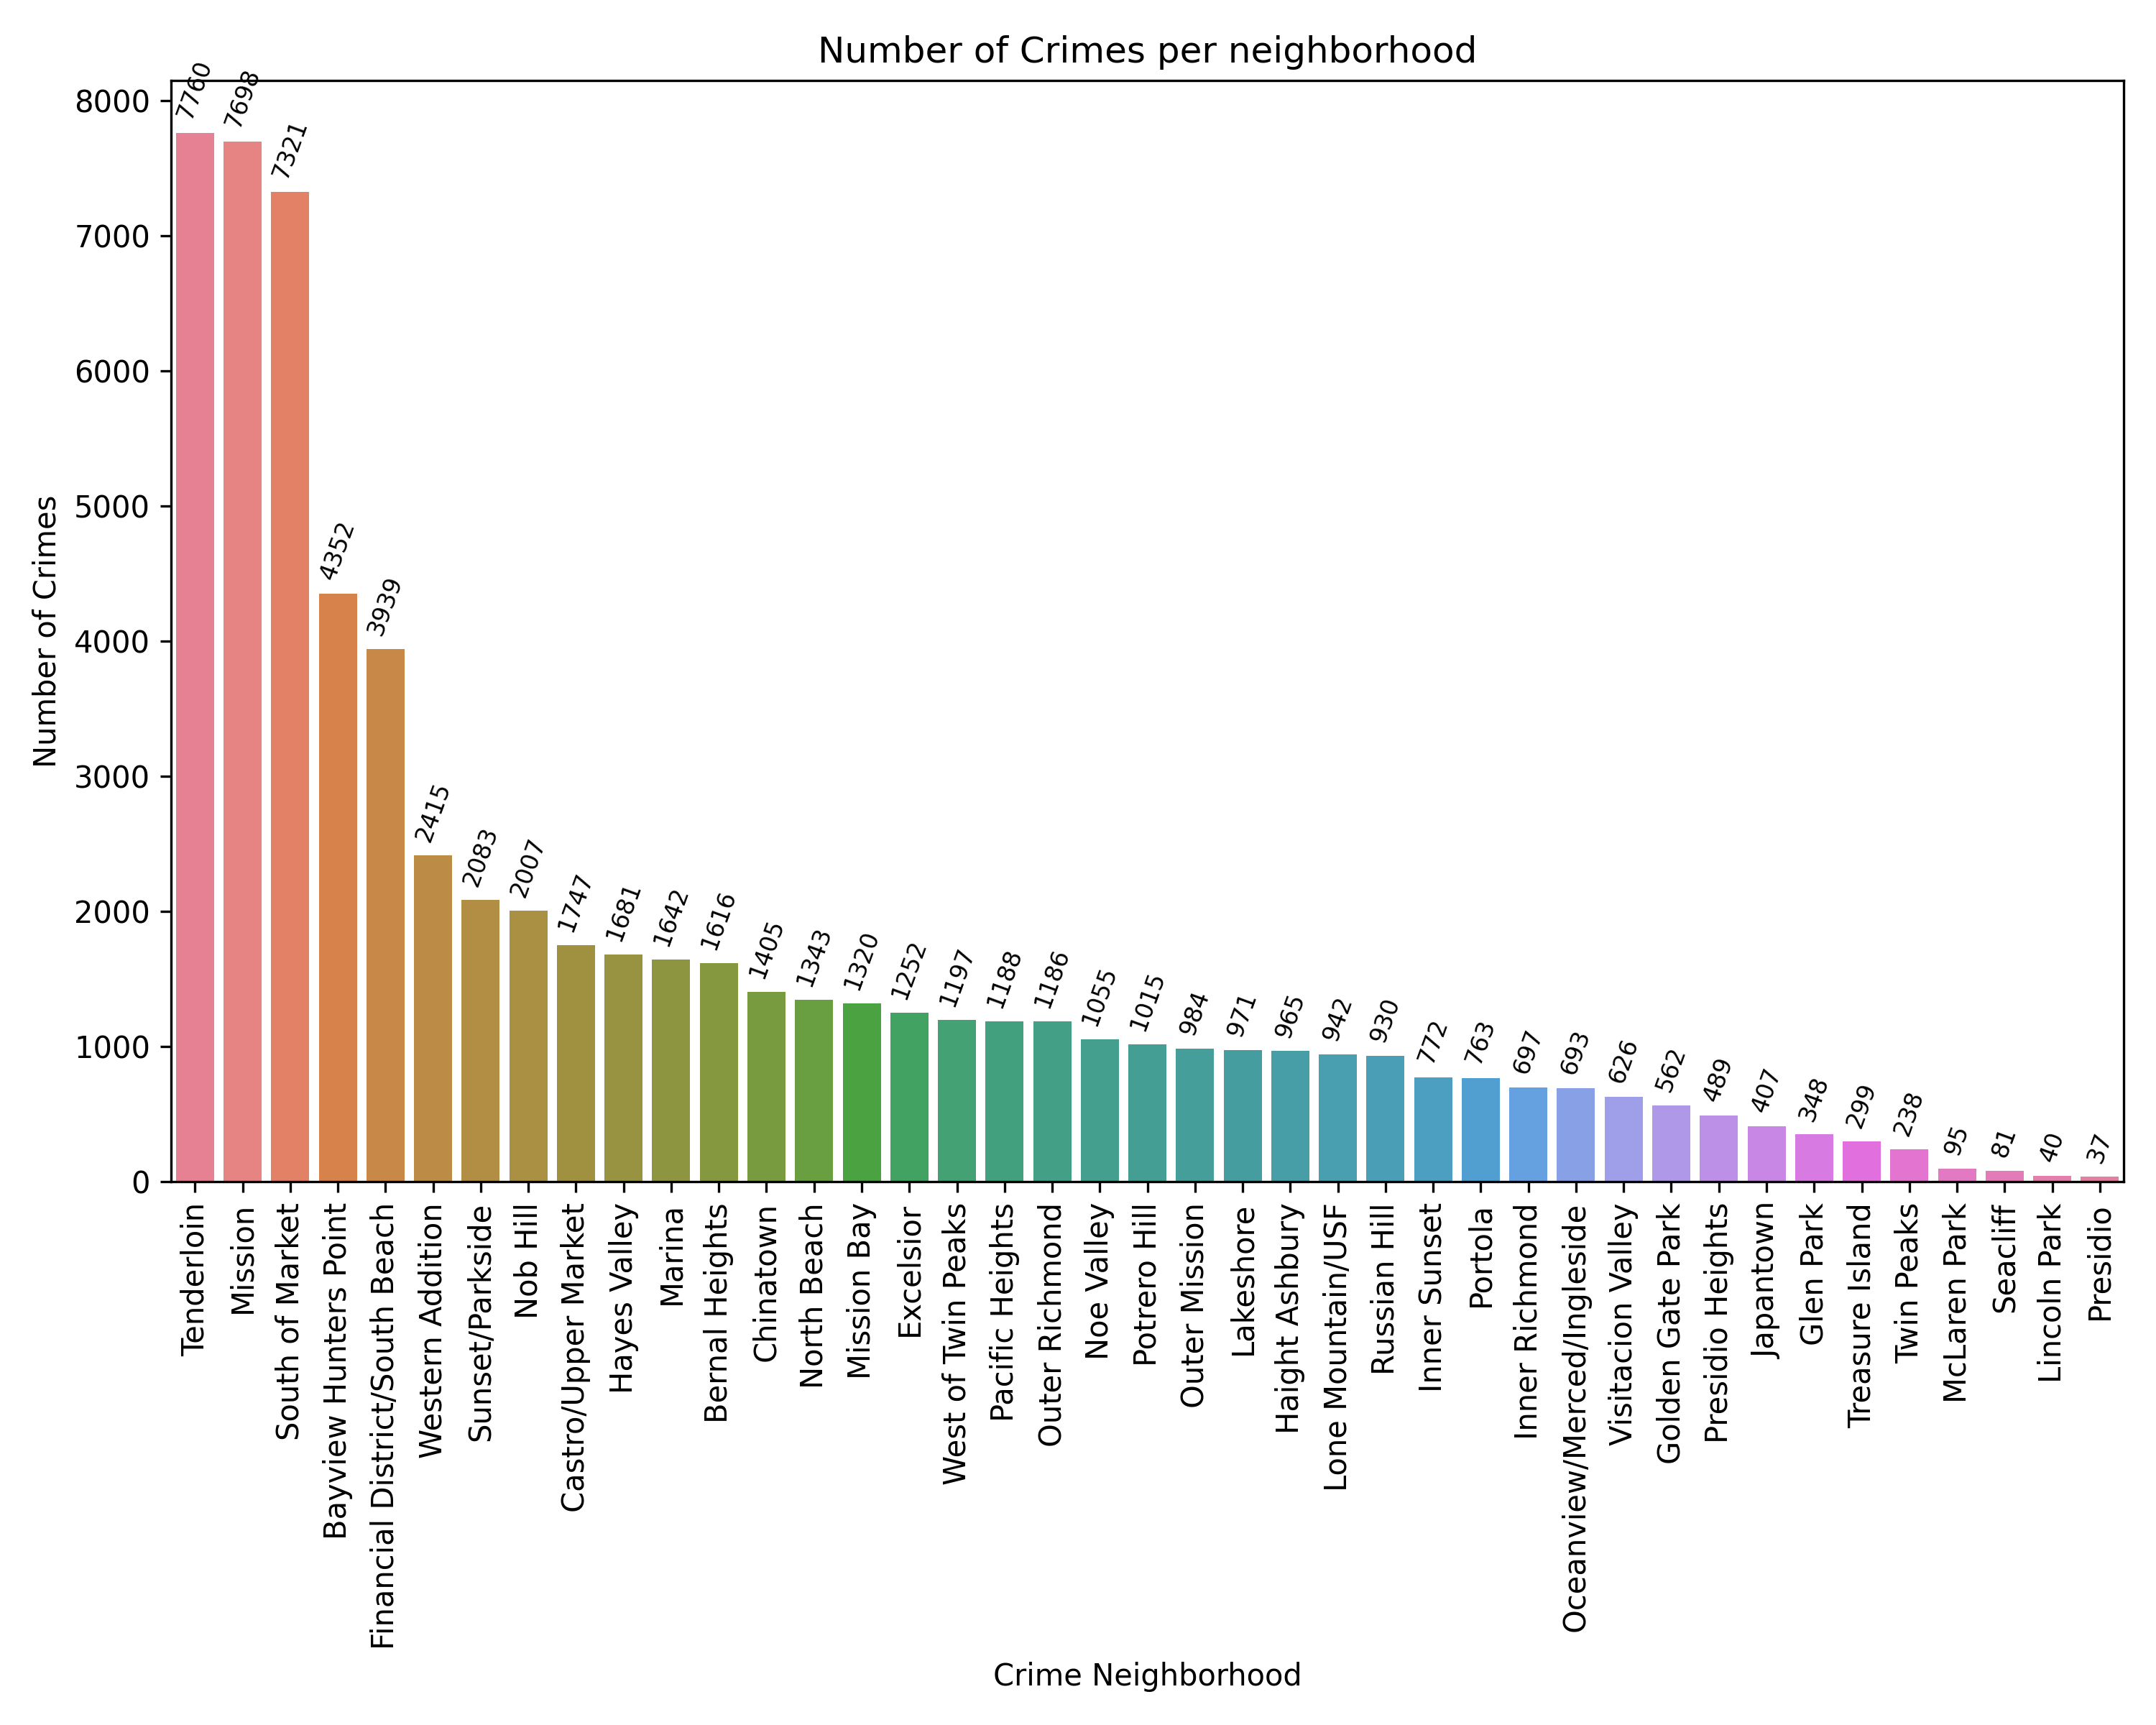 Number of Crimes per neighborhood
Number of Crimes
8000
7000
6000
5000
4000
3000
2000
1000
0
7760
7698
7321
4352
3939
2415
2083
2007
1747
1681
1642
1616
1405
1343
1320
1252
1197
1188
1186
1055
1015
984
971
965
942
930
772
763
697
693
626
562
489
407
348
299
238
95
81
40
37
Tenderloin
Mission
South of Market
Bayview Hunters Point
Financial District/South Beach
Western Addition
Sunset/Parkside
Nob Hill
Castro/Upper Market
Hayes Valley
Marina
Bernal Heights
Chinatown
North Beach
Mission Bay
Excelsior
West of Twin Peaks
Pacific Heights
Outer Richmond
Noe Valley
Potrero Hill
Outer Mission
Lakeshore
Haight Ashbury
Lone Mountain/USF
Russian Hill
Inner Sunset
Portola
Inner Richmond
Oceanview/Merced/Ingleside
Visitacion Valley
Golden Gate Park
Presidio Heights
Japantown
Glen Park
Treasure Island
Twin Peaks
McLaren Park
Seacliff
Lincoln Park
Presidio
Crime Neighborhood